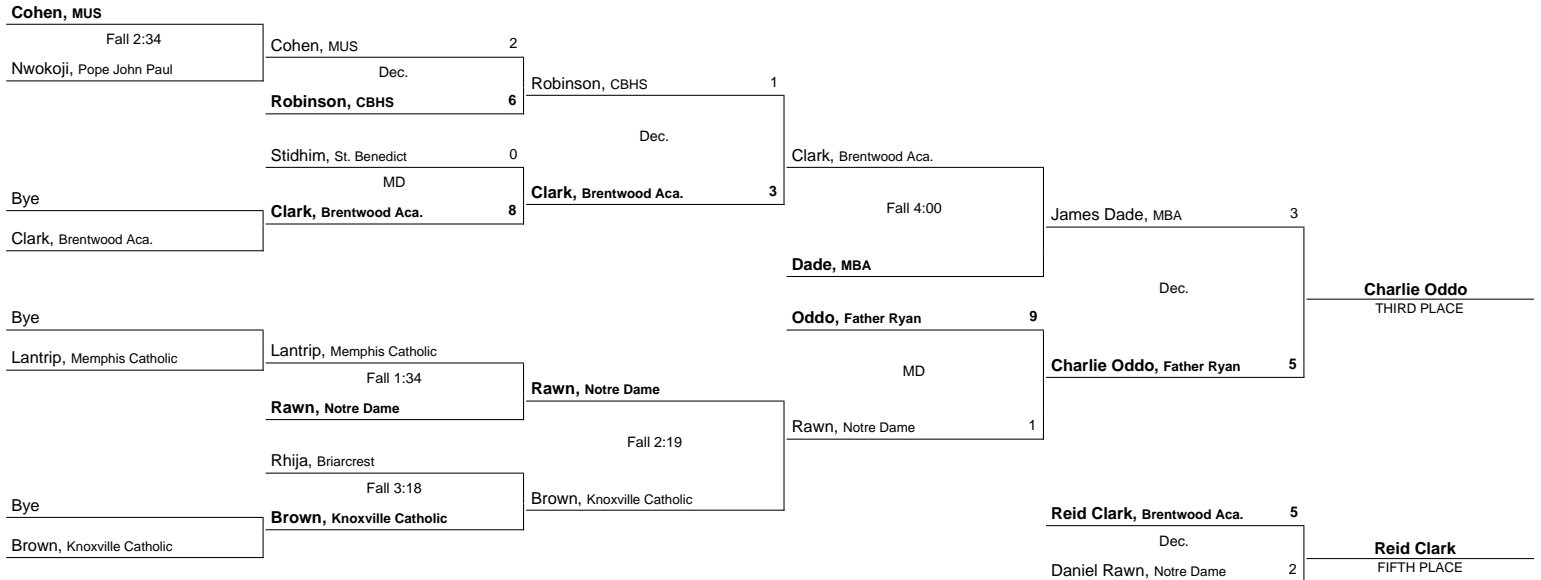 Cohen, MUS
Fall 2:34
Nwokoji, Pope John Paul
Bye
Clark, Brentwood Aca.
Bye
Lantrip, Memphis Catholic
Bye
Brown, Knoxville Catholic
Cohen, MUS 2
Dec.
Robinson, CBHS 6
Stidhim, St. Benedict 0
MD
Clark, Brentwood Aca. 8
Lantrip, Memphis Catholic
Fall 1:34
Rawn, Notre Dame
Rhija, Briarcrest
Fall 3:18
Brown, Knoxville Catholic
Robinson, CBHS 1
Dec.
Clark, Brentwood Aca. 3
Rawn, Notre Dame
Fall 2:19
Brown, Knoxville Catholic
Clark, Brentwood Aca.
Fall 4:00
Dade, MBA
Oddo, Father Ryan 9
MD
Rawn, Notre Dame 1
James Dade, MBA 3
Dec.
Charlie Oddo, Father Ryan 5
Charlie Oddo
THIRD PLACE
Reid Clark, Brentwood Aca. 5
Dec.
Daniel Rawn, Notre Dame 2
Reid Clark
FIFTH PLACE